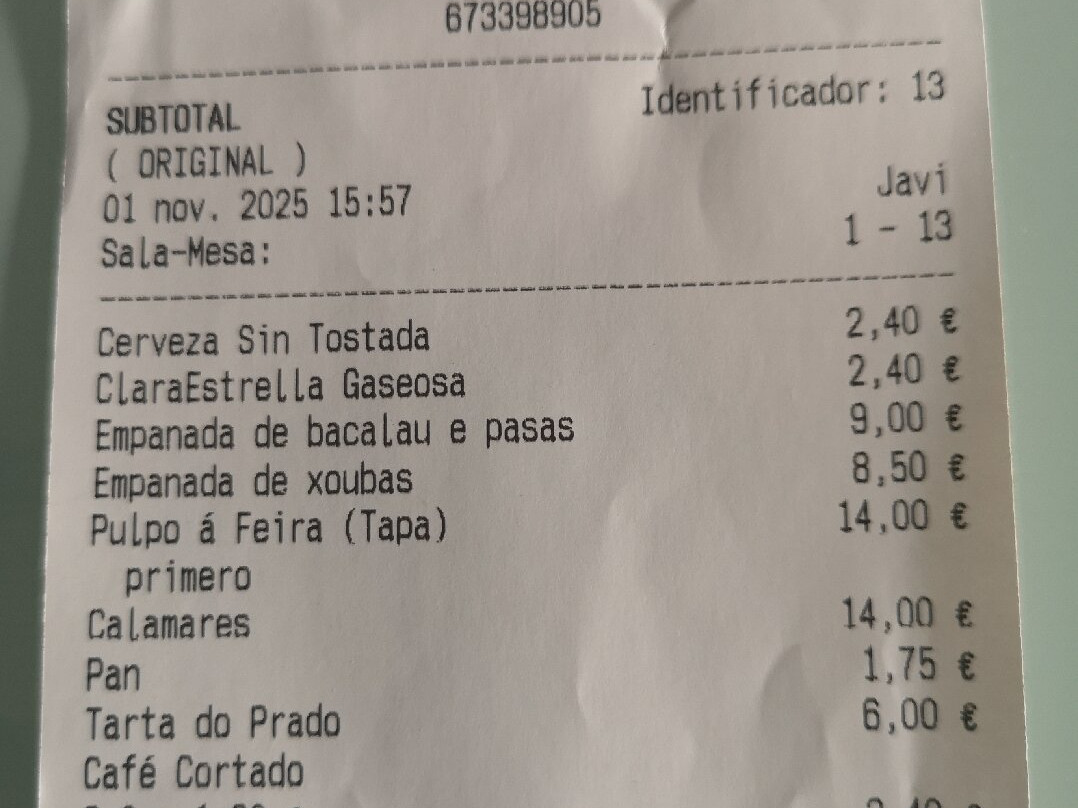 673398905
Identificador: 13
SUBTOTAL
( ORIGINAL )
Javi
01 nov. 2025 15:57
1 - 13
Sala-Mesa:
Cerveza Sin Tostada 2,40 €
ClaraEstrella Gaseosa 2,40 €
Empanada de bacalau e pasas 9,00 €
Empanada de xoubas 8,50 €
Pulpo á Feira (Tapa) 14,00 €
primero
Calamares 14,00 €
Pan 1,75 €
Tarta do Prado 6,00 €
Café Cortado